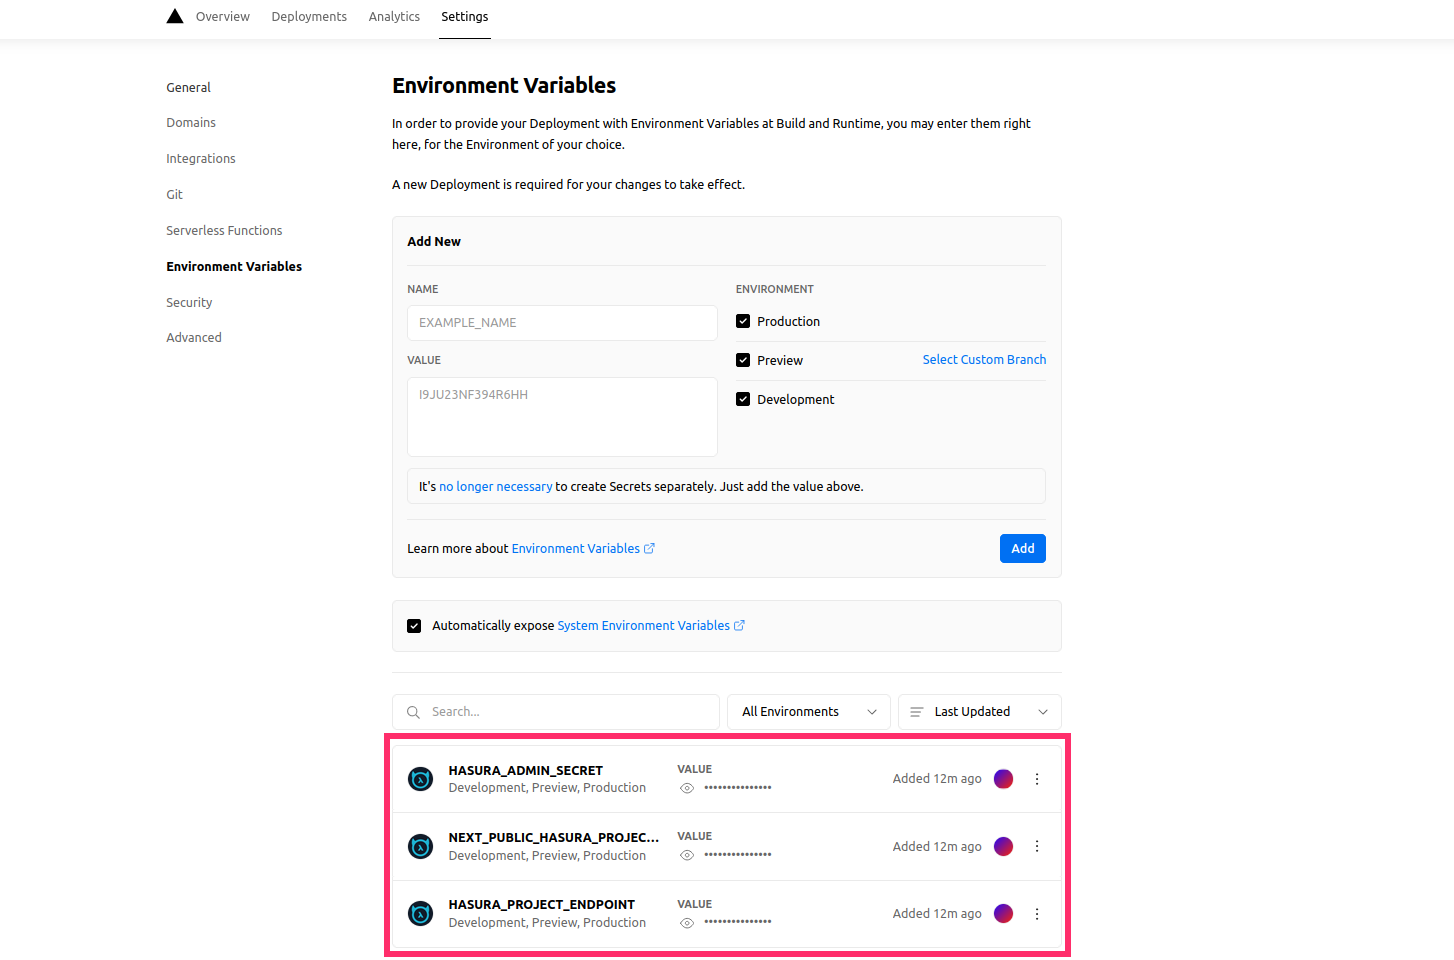 Overview Deployments Analytics Settings
General
Domains
Integrations
Git
Serverless Functions
Environment Variables
Security
Advanced
Environment Variables
In order to provide your Deployment with Environment Variables at Build and Runtime, you may enter them right
here, for the Environment of your choice.
A new Deployment is required for your changes to take effect.
Add New
NAME
EXAMPLE_NAME
VALUE
I9JU23NF394R6HH
ENVIRONMENT
Production
Preview Select Custom Branch
Development
It's no longer necessary to create Secrets separately. Just add the value above.
Learn more about Environment Variables
Add
Automatically expose System Environment Variables
Search...
All Environments
Last Updated
HASURA_ADMIN_SECRET
Development, Preview, Production
VALUE
•••••••••••••••
Added 12m ago
NEXT_PUBLIC_HASURA_PROJEC...
Development, Preview, Production
VALUE
•••••••••••••••
Added 12m ago
HASURA_PROJECT_ENDPOINT
Development, Preview, Production
VALUE
•••••••••••••••
Added 12m ago